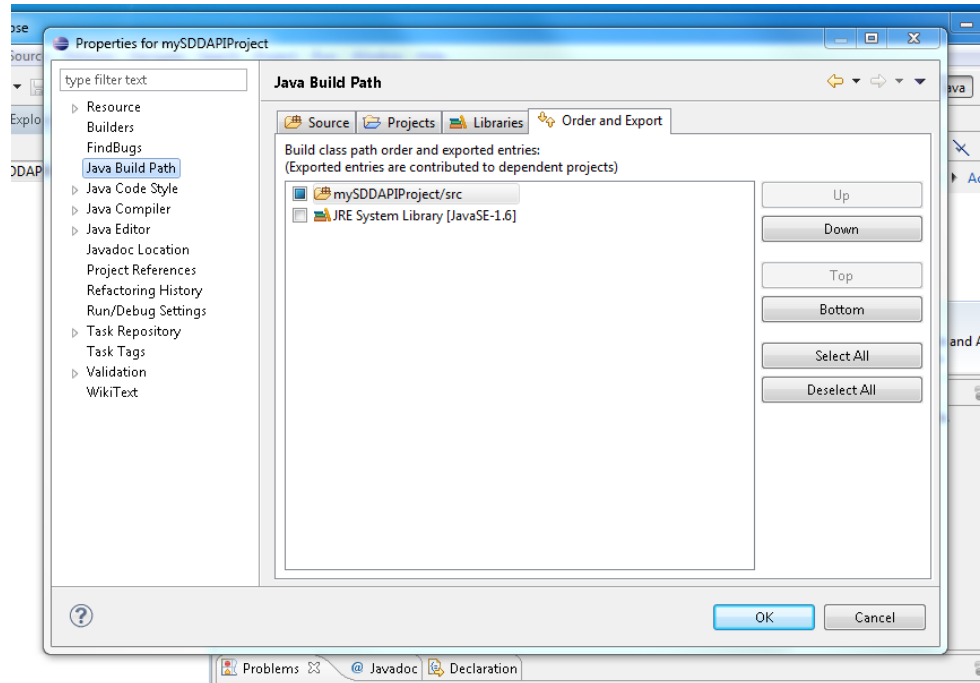 ose
Properties for mySDDAPIProject
Sourc
type filter text
Java Build Path
ava
Explo
Resource
Builders
FindBugs
Java Build Path
Java Code Style
Java Compiler
Java Editor
Javadoc Location
Project References
Refactoring History
Run/Debug Settings
Task Repository
Task Tags
Validation
WikiText
DDAP
Source Projects Libraries Order and Export
Build class path order and exported entries:
(Exported entries are contributed to dependent projects)
mySDDAPIProject/src
JRE System Library [JavaSE-1.6]
Up
Down
Top
Bottom
Select All
Deselect All
Ac
and A
OK Cancel
Problems @ Javadoc Declaration